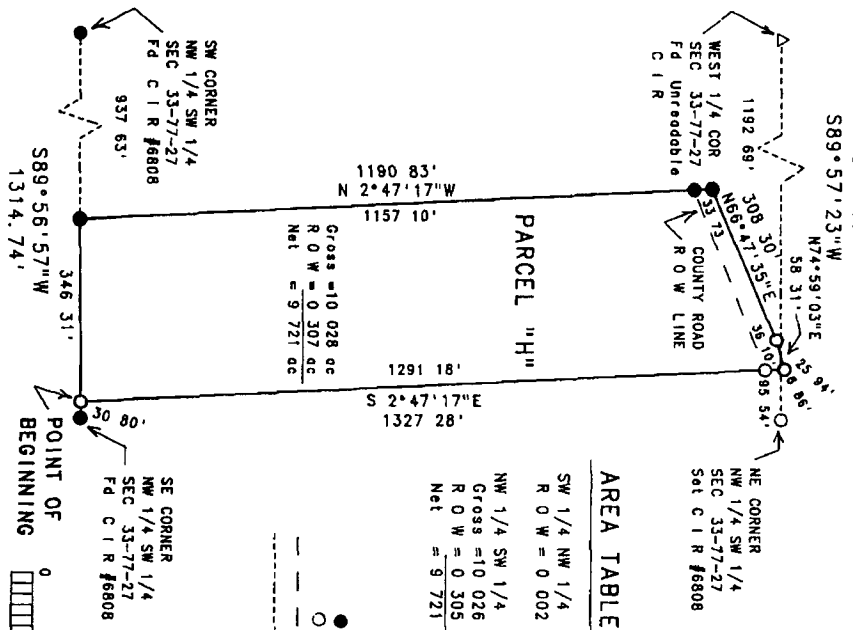 S89°57'23"W
N74°59'03"E
58 31'
1192 69'
WEST 1/4 COR
SEC 33-77-27
Fd Unreadable
C I R
308 30'
N66°47'35"E
33 73
COUNTY ROAD
R O W LINE
36 10'
25 94'
8 86'
95 54'
NE CORNER
NW 1/4 SW 1/4
SEC 33-77-27
Set C I R #6808
SW CORNER
NW 1/4 SW 1/4
SEC 33-77-27
Fd C I R #6808
937 63'
S89°56'57"W
1314.74'
1190 83'
N 2°47'17"W
1157 10'
PARCEL "H"
Gross =10 028 ac
R O W = 0 307 ac
Net = 9 721 ac
1291 18'
S 2°47'17"E
1327 28'
346 31'
30 80'
POINT OF
BEGINNING
SE CORNER
NW 1/4 SW 1/4
SEC 33-77-27
Fd C I R #6808
AREA TABLE
SW 1/4 NW 1/4
R O W = 0 002
NW 1/4 SW 1/4
Gross =10 026
R O W = 0 305
Net = 9 721
0